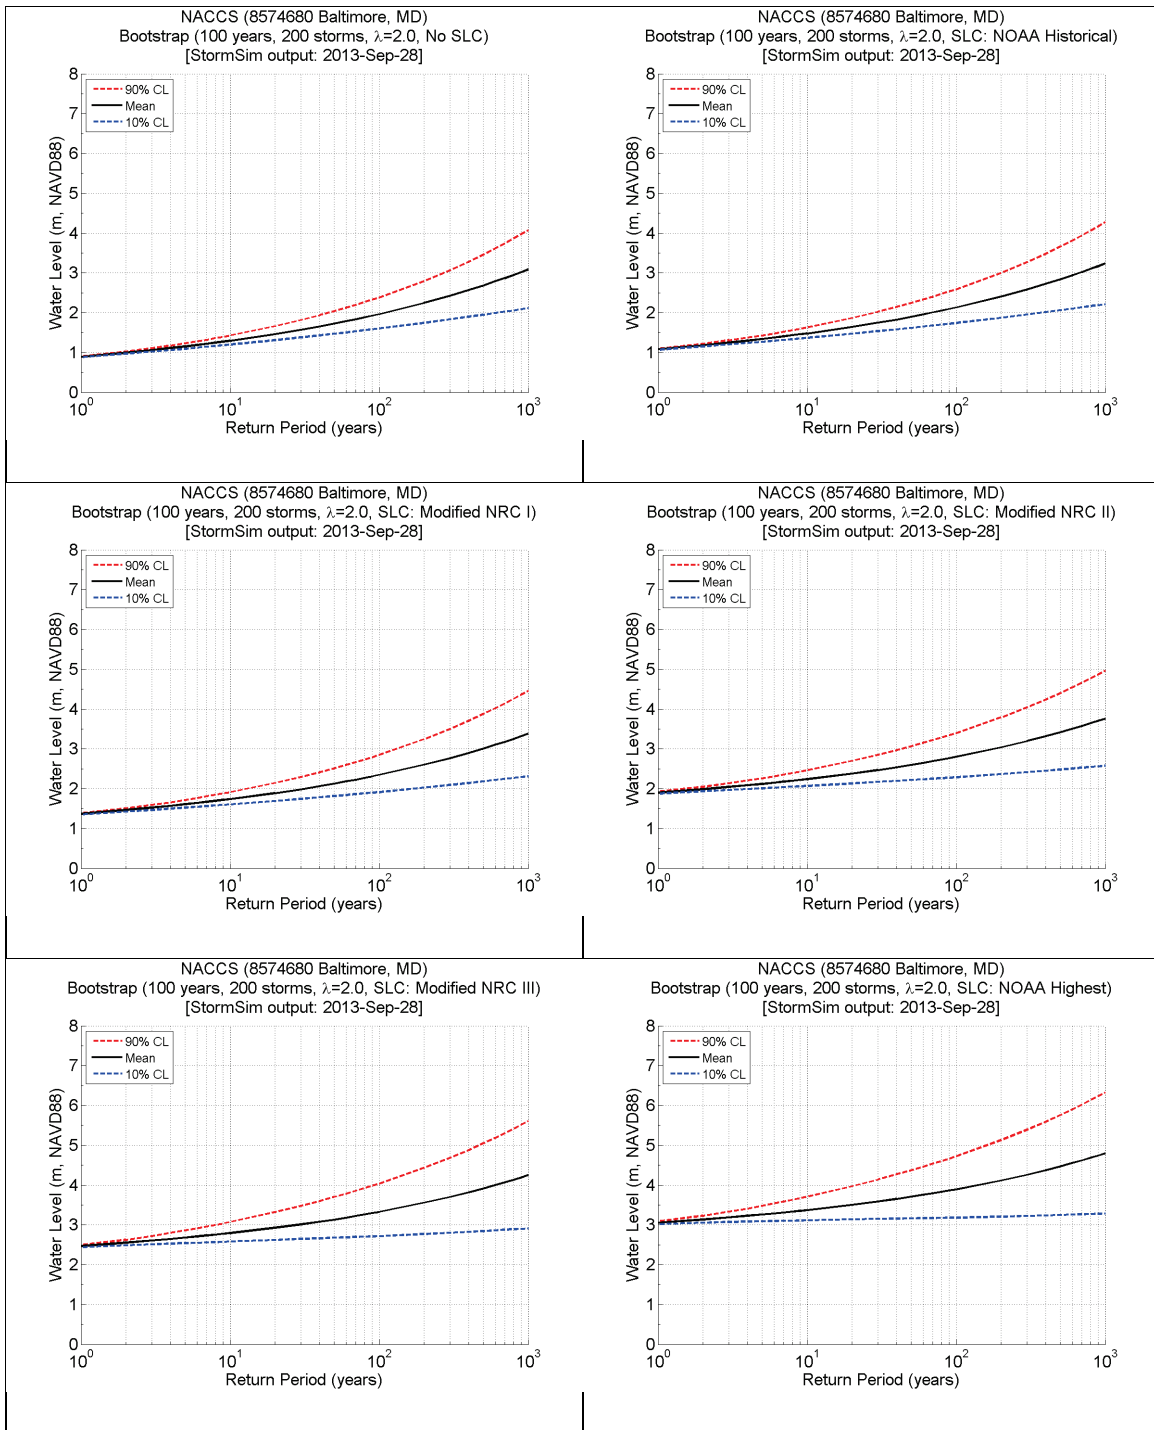 NACCS (8574680 Baltimore, MD)
Bootstrap (100 years, 200 storms, λ=2.0, No SLC)
[StormSim output: 2013-Sep-28]
8
7
6
5
4
3
2
1
0
90% CL
Mean
10% CL
Water Level (m, NAVD88)
10^0
10^1
10^2
10^3
Return Period (years)
NACCS (8574680 Baltimore, MD)
Bootstrap (100 years, 200 storms, λ=2.0, SLC: NOAA Historical)
[StormSim output: 2013-Sep-28]
8
7
6
5
4
3
2
1
0
90% CL
Mean
10% CL
Water Level (m, NAVD88)
10^0
10^1
10^2
10^3
Return Period (years)
NACCS (8574680 Baltimore, MD)
Bootstrap (100 years, 200 storms, λ=2.0, SLC: Modified NRC I)
[StormSim output: 2013-Sep-28]
8
7
6
5
4
3
2
1
0
90% CL
Mean
10% CL
Water Level (m, NAVD88)
10^0
10^1
10^2
10^3
Return Period (years)
NACCS (8574680 Baltimore, MD)
Bootstrap (100 years, 200 storms, λ=2.0, SLC: Modified NRC II)
[StormSim output: 2013-Sep-28]
8
7
6
5
4
3
2
1
0
90% CL
Mean
10% CL
Water Level (m, NAVD88)
10^0
10^1
10^2
10^3
Return Period (years)
NACCS (8574680 Baltimore, MD)
Bootstrap (100 years, 200 storms, λ=2.0, SLC: Modified NRC III)
[StormSim output: 2013-Sep-28]
8
7
6
5
4
3
2
1
0
90% CL
Mean
10% CL
Water Level (m, NAVD88)
10^0
10^1
10^2
10^3
Return Period (years)
NACCS (8574680 Baltimore, MD)
Bootstrap (100 years, 200 storms, λ=2.0, SLC: NOAA Highest)
[StormSim output: 2013-Sep-28]
8
7
6
5
4
3
2
1
0
90% CL
Mean
10% CL
Water Level (m, NAVD88)
10^0
10^1
10^2
10^3
Return Period (years)